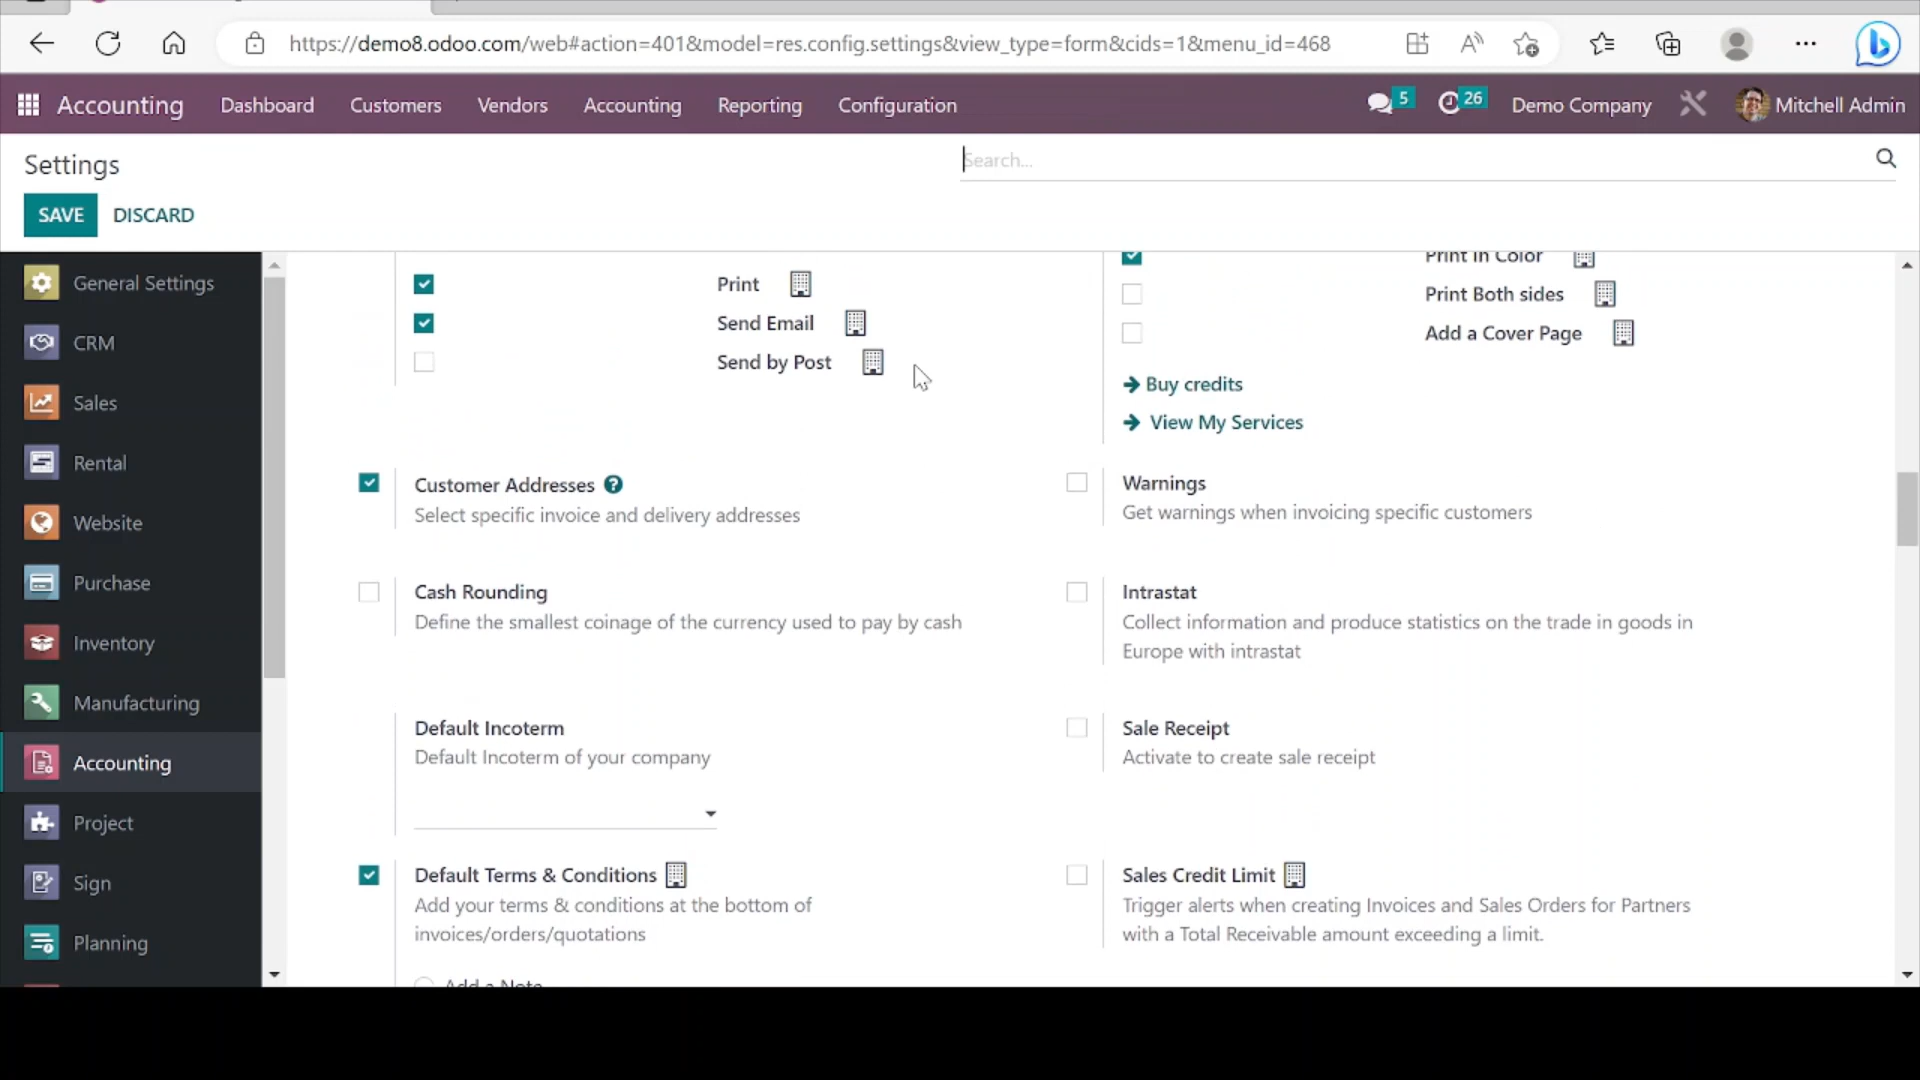 https://demo8.odoo.com/web#action=401&model=res.config.settings&view_type=form&cids=1&menu_id=468
Accounting Dashboard Customers Vendors Accounting Reporting Configuration 5 26 Demo Company Mitchell Admin
Settings
Search...
SAVE DISCARD
General Settings
CRM
Sales
Rental
Website
Purchase
Inventory
Manufacturing
Accounting
Project
Sign
Planning
Print
Send Email
Send by Post
Print In Color
Print Both sides
Add a Cover Page
Buy credits
View My Services
Customer Addresses ?
Select specific invoice and delivery addresses
Warnings
Get warnings when invoicing specific customers
Cash Rounding
Define the smallest coinage of the currency used to pay by cash
Intrastat
Collect information and produce statistics on the trade in goods in
Europe with intrastat
Default Incoterm
Default Incoterm of your company
Sale Receipt
Activate to create sale receipt
Default Terms & Conditions
Add your terms & conditions at the bottom of
invoices/orders/quotations
Add a Note
Sales Credit Limit
Trigger alerts when creating Invoices and Sales Orders for Partners
with a Total Receivable amount exceeding a limit.